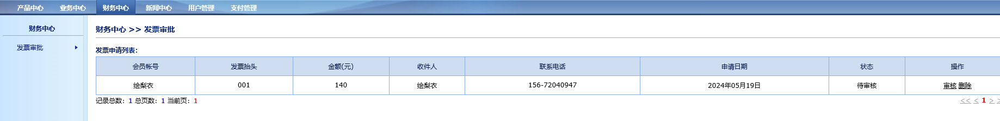 产品中心 业务中心 财务中心 新闻中心 用户管理 支付管理
财务中心
发票审批
财务中心 >> 发票审批
发票申请列表:
会员帐号 发票抬头 金额(元) 收件人 联系电话 申请日期 状态 操作
绘梨衣 001 140 绘梨衣 156-72040947 2024年05月19日 待审核 审核 删除
记录总数: 1 总页数: 1 当前页: 1 << < 1 > >